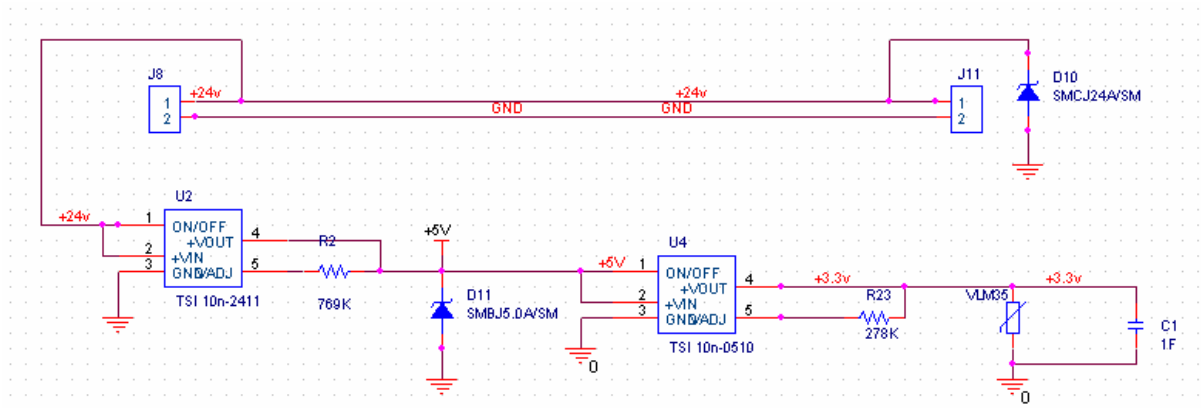 J8
1
2
+24v
GND
GND
+24v
J11
1
2
D10
SMCJ24A/SM
U2
+24v
1
2
3
ON/OFF
+VOUT
+VIN
GND
VADJ
4
5
TSI 10n-2411
R2
769K
+5V
D11
SMBJ5.0A/SM
+5V
U4
1
2
3
ON/OFF
+VOUT
+VIN
GND
VADJ
4
5
TSI 10n-0510
0
+3.3v
R23
278K
VLM35
+3.3v
C1
1F
0